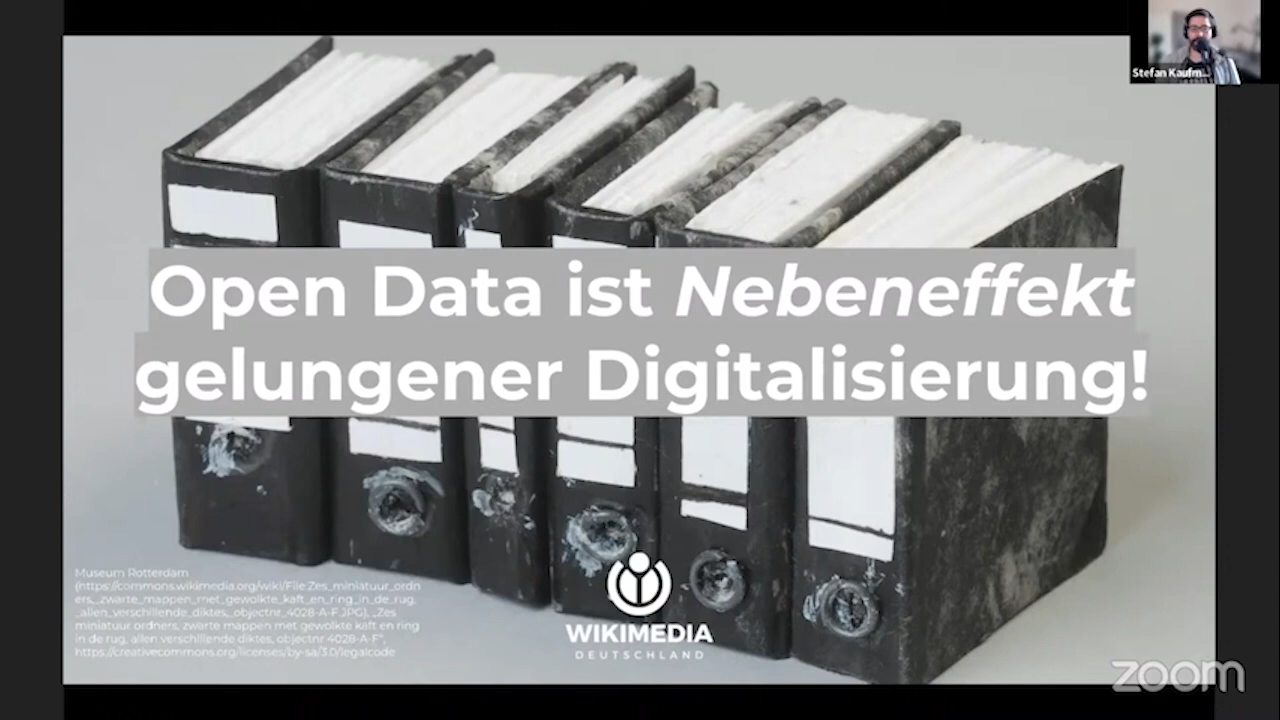 Stefan Kaufm...
Open Data ist Nebeneffekt
gelungener Digitalisierung!
Museum Rotterdam
(https://commons.wikimedia.org/wiki/File:Zes_miniatuur_ordn
ers,_zwarte_mappen_met_gewolkte_kaft_en_ring_in_de_rug,
_allen_verschillende_diktes,_objectnr_4028-A-F.JPG), „Zes
miniatuur ordners, zwarte mappen met gewolkte kaft en ring
in de rug, allen verschillende diktes, objectnr 4028-A-F",
https://creativecommons.org/licenses/by-sa/3.0/legalcode
WIKIMEDIA
DEUTSCHLAND
zoom